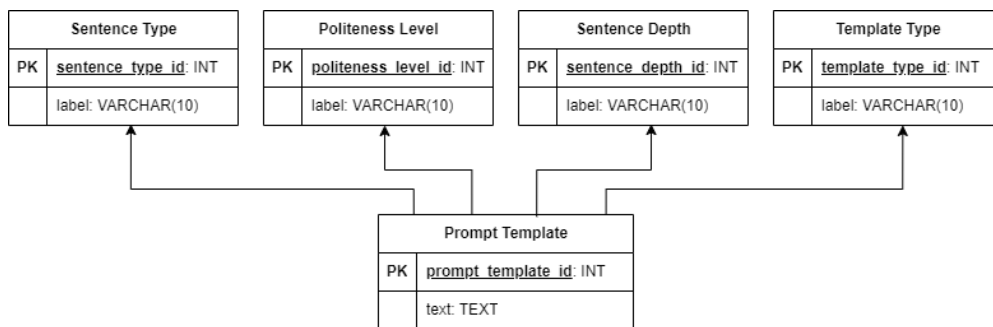 Sentence Type
PK sentence_type_id: INT
label: VARCHAR(10)
Politeness Level
PK politeness_level_id: INT
label: VARCHAR(10)
Sentence Depth
PK sentence_depth_id: INT
label: VARCHAR(10)
Template Type
PK template_type_id: INT
label: VARCHAR(10)
Prompt Template
PK prompt_template_id: INT
text: TEXT